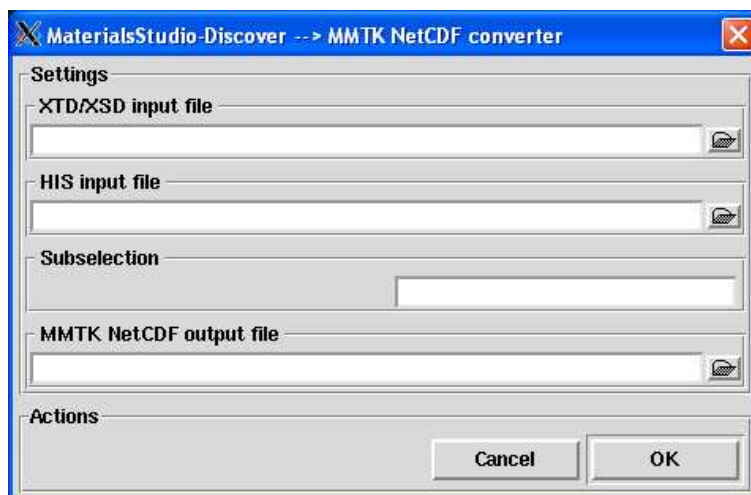 MaterialsStudio-Discover --> MMTK NetCDF converter
Settings
XTD/XSD input file
HIS input file
Subselection
MMTK NetCDF output file
Actions
Cancel OK